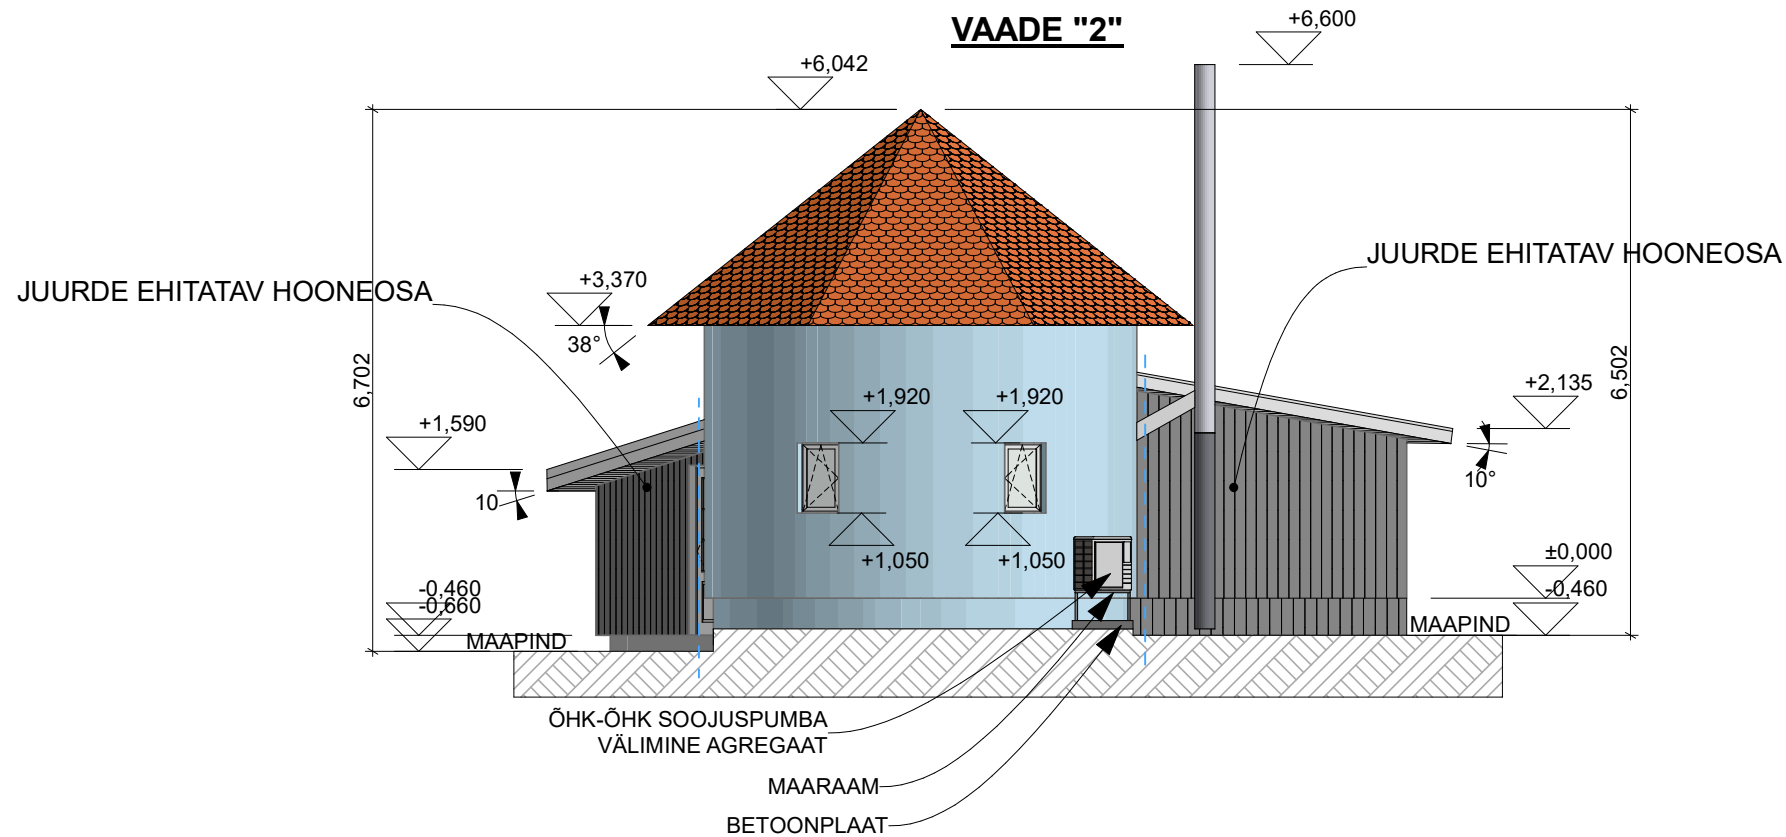 VAADE "2"
+6,600
+6,042
JUURDE EHITATAV HOONEOSA
+3,370
JUURDE EHITATAV HOONEOSA
38°
6,702
6,502
+1,920
+1,920
+2,135
+1,590
10
10°
+1,050
+1,050
±0,000
-0,460
-0,460
-0,660
MAAPIND
MAAPIND
ÕHK-ÕHK SOOJUSPUMBA
VÄLIMINE AGREGAAT
MAARAAM
BETOONPLAAT